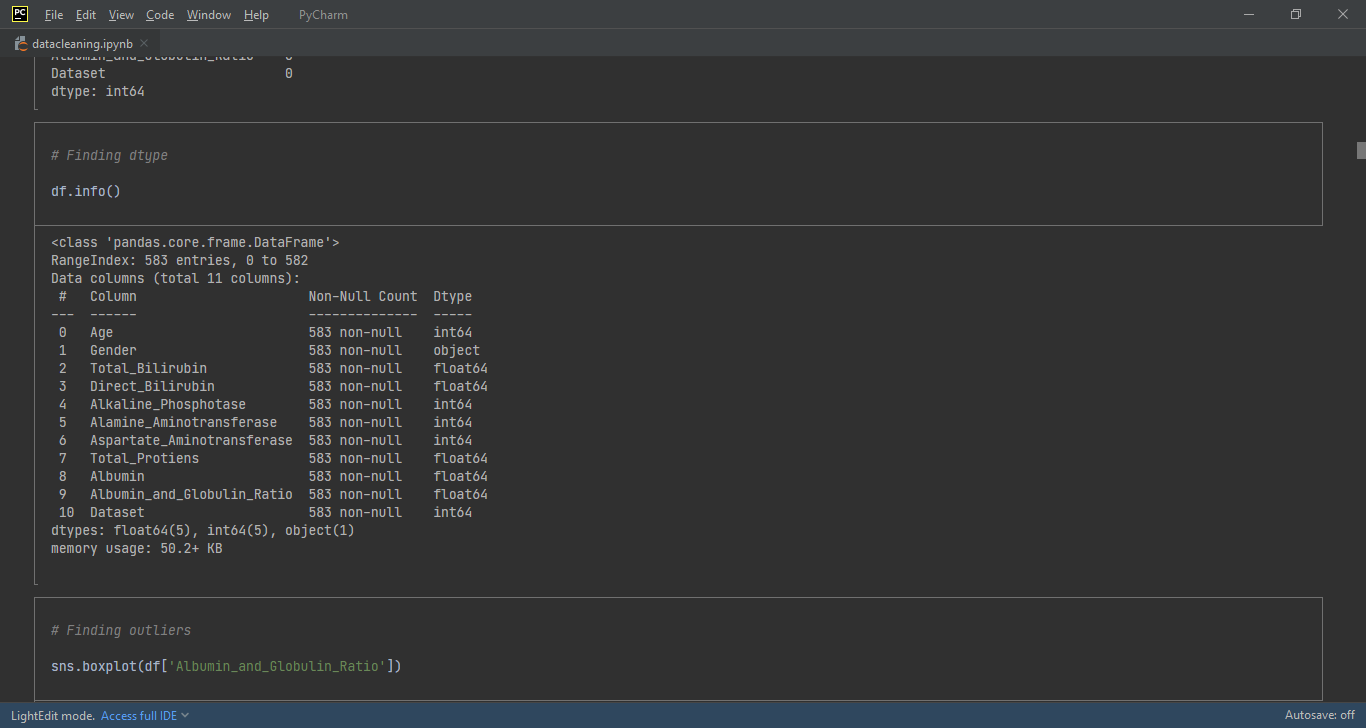 PC File Edit View Code Window Help PyCharm
datacleaning.ipynb
Albumin_and_Globulin_Ratio 0
Dataset 0
dtype: int64
# Finding dtype
df.info()
<class 'pandas.core.frame.DataFrame'>
RangeIndex: 583 entries, 0 to 582
Data columns (total 11 columns):
# Column Non-Null Count Dtype
--- ------ -------------- -----
0 Age 583 non-null int64
1 Gender 583 non-null object
2 Total_Bilirubin 583 non-null float64
3 Direct_Bilirubin 583 non-null float64
4 Alkaline_Phosphotase 583 non-null int64
5 Alamine_Aminotransferase 583 non-null int64
6 Aspartate_Aminotransferase 583 non-null int64
7 Total_Protiens 583 non-null float64
8 Albumin 583 non-null float64
9 Albumin_and_Globulin_Ratio 583 non-null float64
10 Dataset 583 non-null int64
dtypes: float64(5), int64(5), object(1)
memory usage: 50.2+ KB
# Finding outliers
sns.boxplot(df['Albumin_and_Globulin_Ratio'])
LightEdit mode. Access full IDE Autosave: off